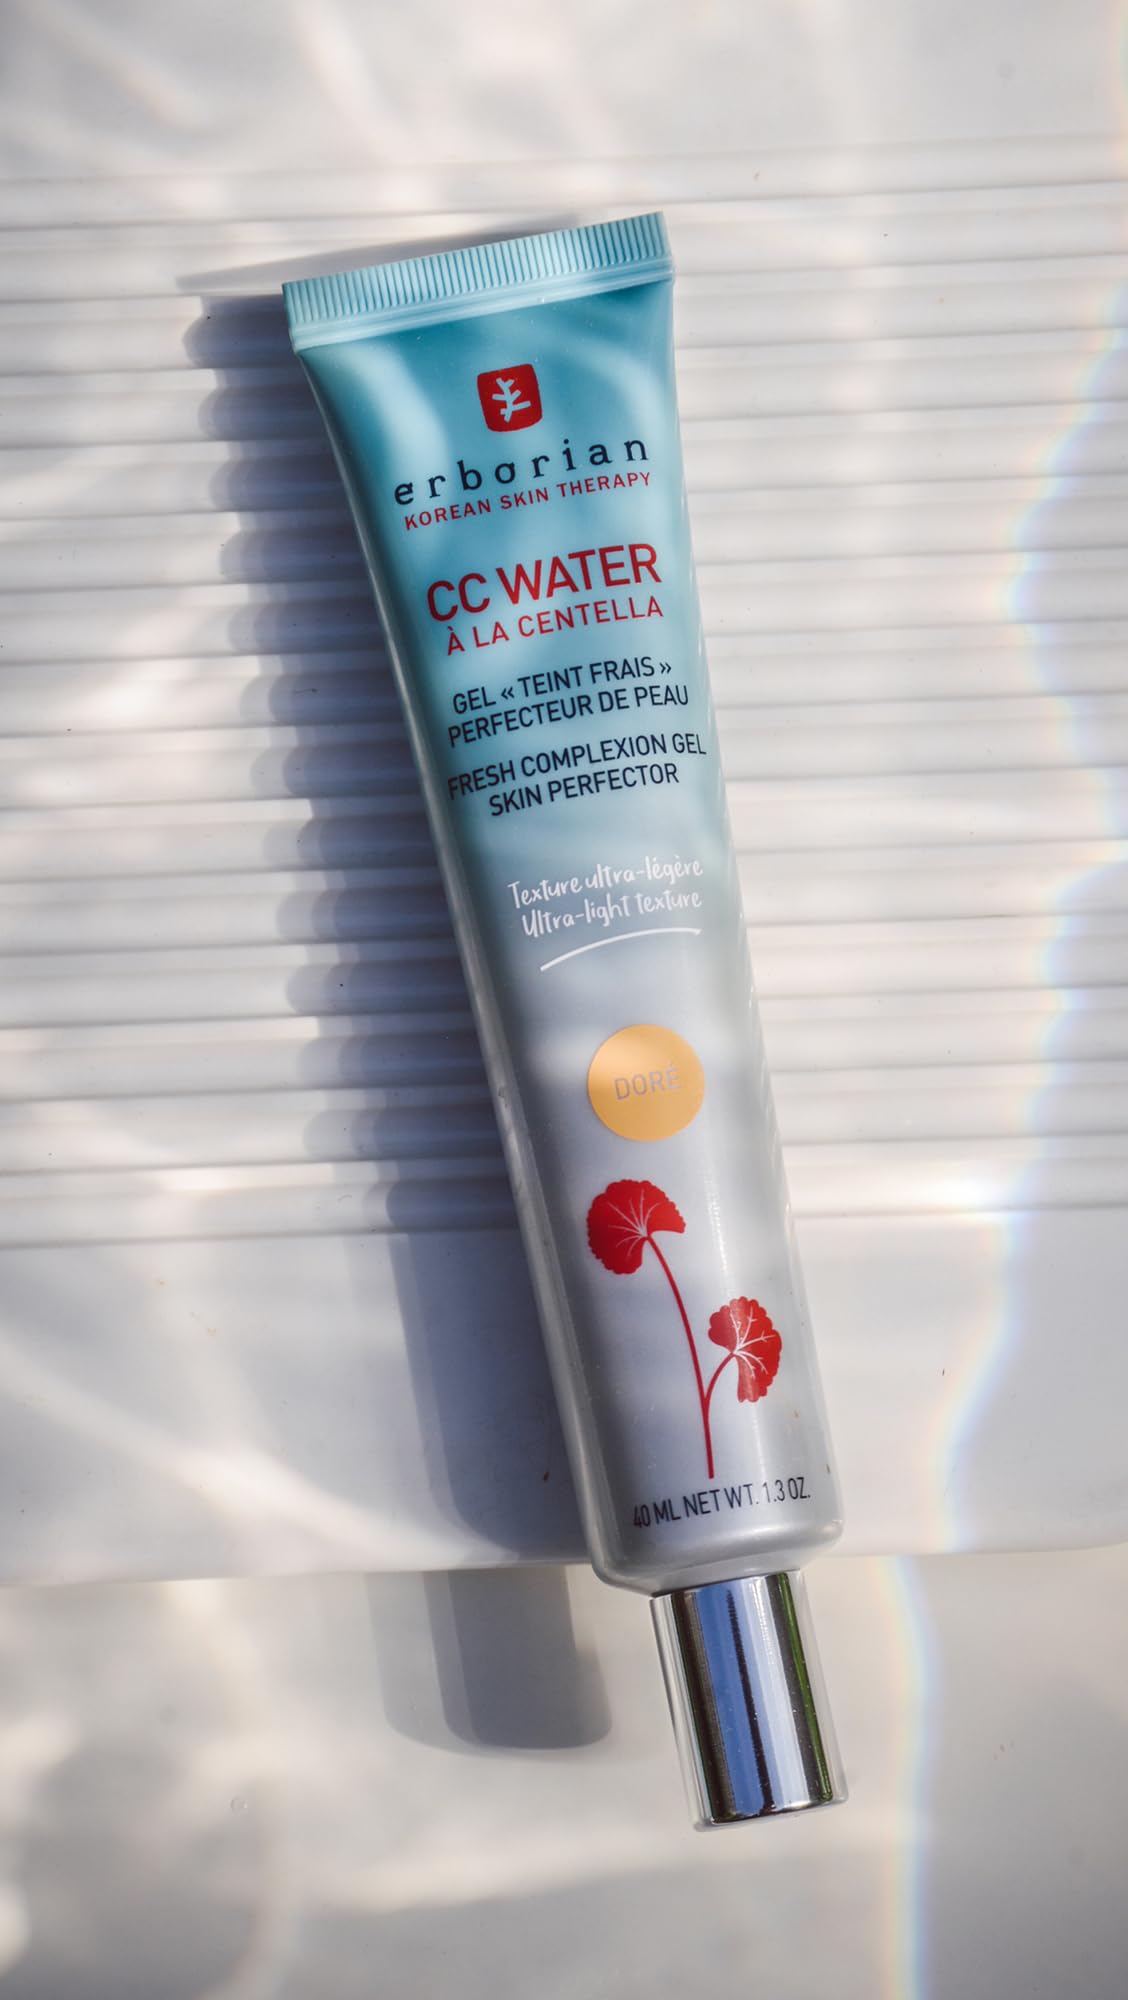 erborian
KOREAN SKIN THERAPY
CC WATER
À LA CENTELLA
GEL « TEINT FRAIS »
PERFECTEUR DE PEAU
FRESH COMPLEXION GEL
SKIN PERFECTOR
Texture ultra-légère
Ultra-light texture
DORÉ
40 ML NET WT. 1.3 OZ.